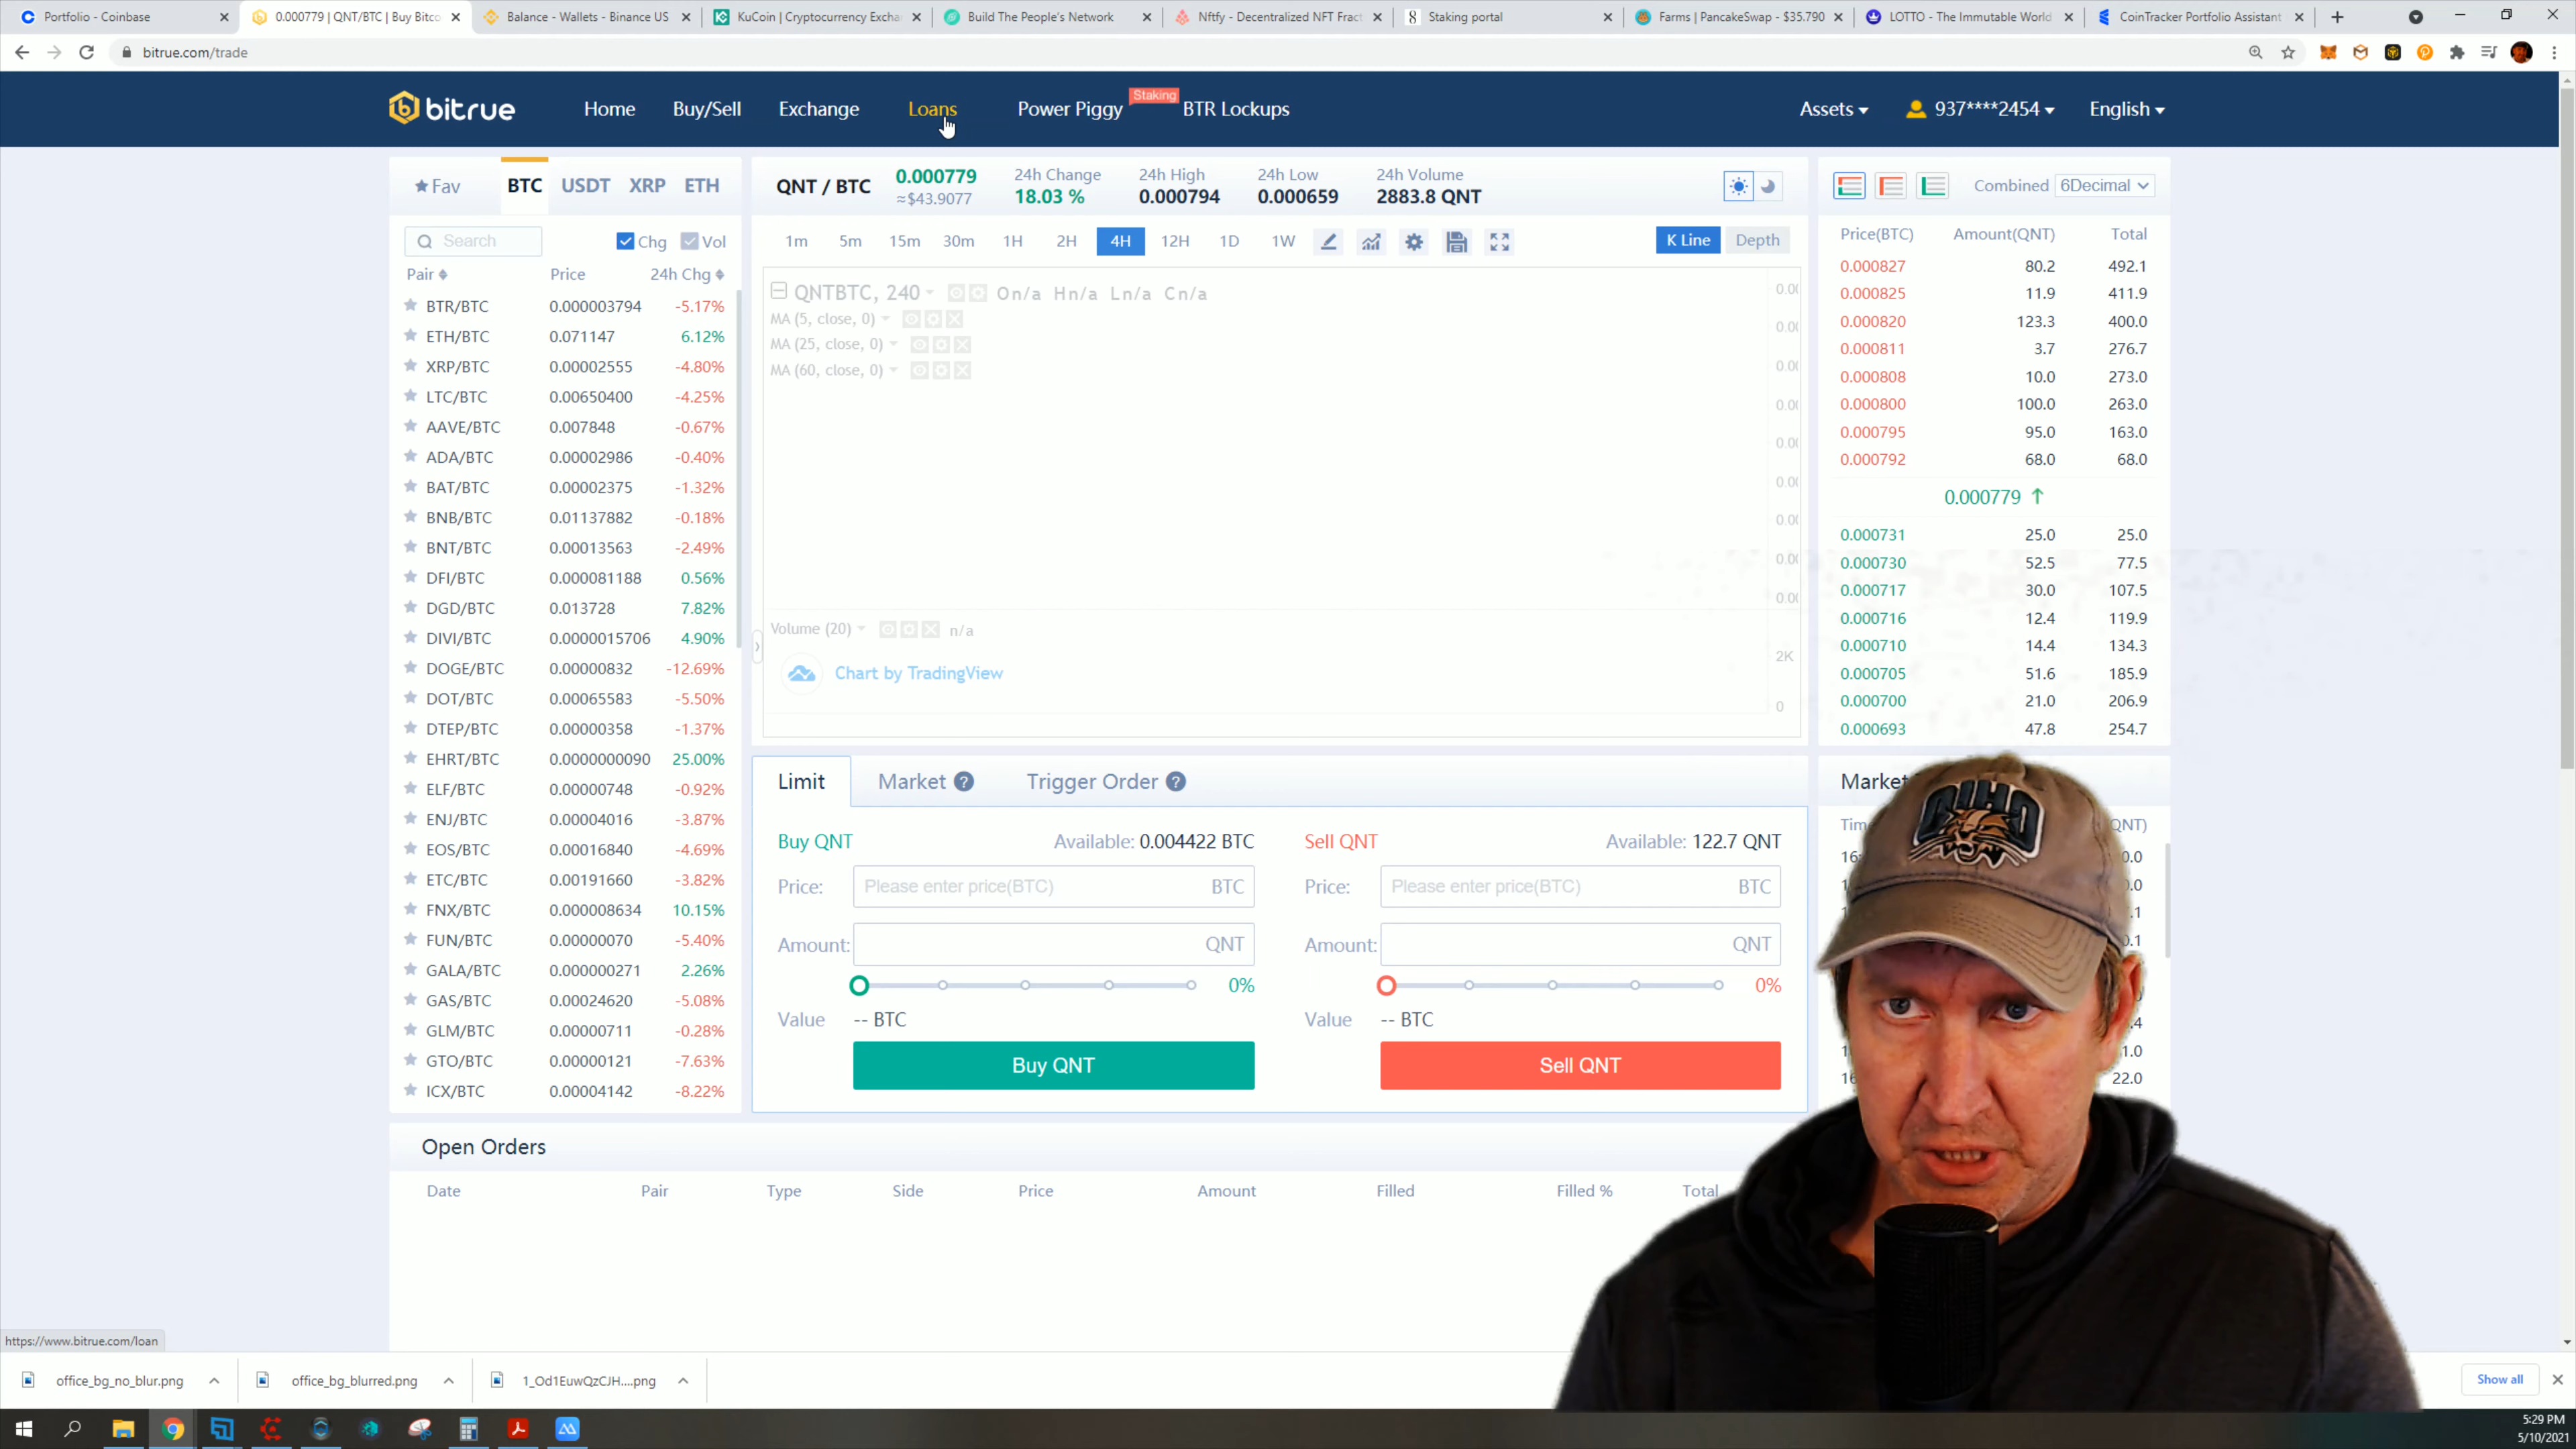 Portfolio - Coinbase
0.000779 | QNT/BTC | Buy Bitco
Balance - Wallets - Binance US
KuCoin | Cryptocurrency Excha
Build The People's Network
Nftfy - Decentralized NFT Fract
Staking portal
Farms | PancakeSwap - $35.790
LOTTO - The Immutable World
CoinTracker Portfolio Assistant
bitrue.com/trade
bitrue Home Buy/Sell Exchange Loans Power Piggy Staking BTR Lockups Assets 937****2454 English
Fav BTC USDT XRP ETH
Search Chg Vol
Pair Price 24h Chg
BTR/BTC 0.000003794 -5.17%
ETH/BTC 0.071147 6.12%
XRP/BTC 0.00002555 -4.80%
LTC/BTC 0.00650400 -4.25%
AAVE/BTC 0.007848 -0.67%
ADA/BTC 0.00002986 -0.40%
BAT/BTC 0.00002375 -1.32%
BNB/BTC 0.01137882 -0.18%
BNT/BTC 0.00013563 -2.49%
DFI/BTC 0.000081188 0.56%
DGD/BTC 0.013728 7.82%
DIVI/BTC 0.0000015706 4.90%
DOGE/BTC 0.00000832 -12.69%
DOT/BTC 0.00065583 -5.50%
DTEP/BTC 0.00000358 -1.37%
EHRT/BTC 0.0000000090 25.00%
ELF/BTC 0.00000748 -0.92%
ENJ/BTC 0.00004016 -3.87%
EOS/BTC 0.00016840 -4.69%
ETC/BTC 0.00191660 -3.82%
FNX/BTC 0.000008634 10.15%
FUN/BTC 0.00000070 -5.40%
GALA/BTC 0.000000271 2.26%
GAS/BTC 0.00024620 -5.08%
GLM/BTC 0.00000711 -0.28%
GTO/BTC 0.00000121 -7.63%
ICX/BTC 0.00004142 -8.22%
QNT / BTC
0.000779
≈$43.9077
24h Change
18.03 %
24h High
0.000794
24h Low
0.000659
24h Volume
2883.8 QNT
1m 5m 15m 30m 1H 2H 4H 12H 1D 1W K Line Depth
QNTBTC, 240 On/a Hn/a Ln/a Cn/a
MA (5, close, 0)
MA (25, close, 0)
MA (60, close, 0)
Volume (20) n/a
Chart by TradingView
2K
0
Combined 6Decimal
Price(BTC) Amount(QNT) Total
0.000827 80.2 492.1
0.000825 11.9 411.9
0.000820 123.3 400.0
0.000811 3.7 276.7
0.000808 10.0 273.0
0.000800 100.0 263.0
0.000795 95.0 163.0
0.000792 68.0 68.0
0.000779 ↑
0.000731 25.0 25.0
0.000730 52.5 77.5
0.000717 30.0 107.5
0.000716 12.4 119.9
0.000710 14.4 134.3
0.000705 51.6 185.9
0.000700 21.0 206.9
0.000693 47.8 254.7
Limit Market ? Trigger Order ?
Buy QNT Available: 0.004422 BTC
Price: Please enter price(BTC) BTC
Amount: QNT
0%
Value -- BTC
Buy QNT
Sell QNT Available: 122.7 QNT
Price: Please enter price(BTC) BTC
Amount: QNT
0%
Value -- BTC
Sell QNT
Market
QNT)
22.0
OHIO
Open Orders
Date Pair Type Side Price Amount Filled Filled % Total
https://www.bitrue.com/loan
office_bg_no_blur.png
office_bg_blurred.png
1_Od1EuwQzCJH....png
Show all
5:29 PM
5/10/2021